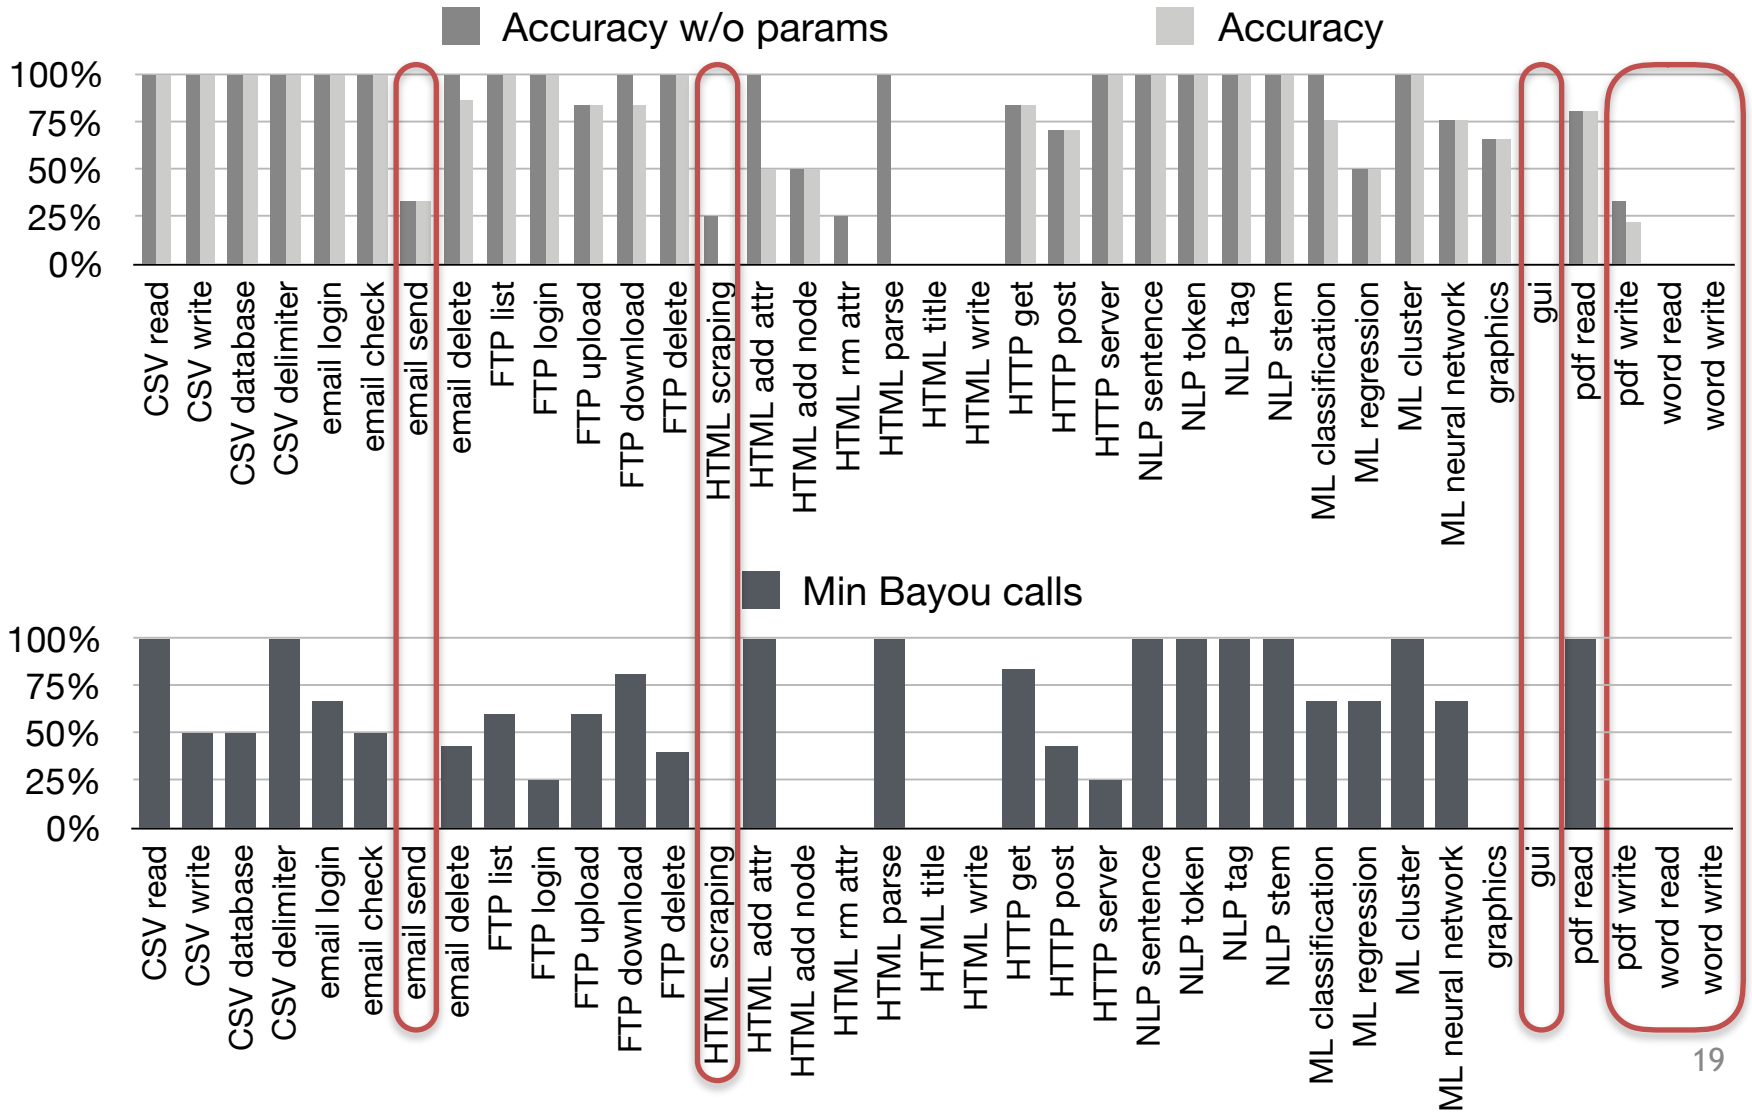 Accuracy w/o params Accuracy
100%
75%
50%
25%
0%
CSV read
CSV write
CSV database
CSV delimiter
email login
email check
email send
email delete
FTP list
FTP login
FTP upload
FTP download
FTP delete
HTML scraping
HTML add attr
HTML add node
HTML rm attr
HTML parse
HTML title
HTML write
HTTP get
HTTP post
HTTP server
NLP sentence
NLP token
NLP tag
NLP stem
ML classification
ML regression
ML cluster
ML neural network
graphics
gui
pdf read
pdf write
word read
word write
Min Bayou calls
100%
75%
50%
25%
0%
CSV read
CSV write
CSV database
CSV delimiter
email login
email check
email send
email delete
FTP list
FTP login
FTP upload
FTP download
FTP delete
HTML scraping
HTML add attr
HTML add node
HTML rm attr
HTML parse
HTML title
HTML write
HTTP get
HTTP post
HTTP server
NLP sentence
NLP token
NLP tag
NLP stem
ML classification
ML regression
ML cluster
ML neural network
graphics
gui
pdf read
pdf write
word read
word write
19